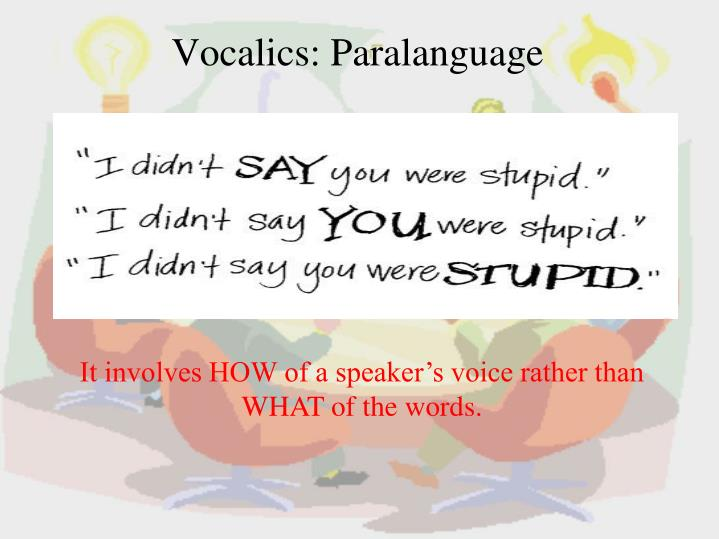 Vocalics: Paralanguage
"I didn't SAY you were stupid."
"I didn't say YOU were stupid."
"I didn't say you were STUPID."
It involves HOW of a speaker’s voice rather than
WHAT of the words.